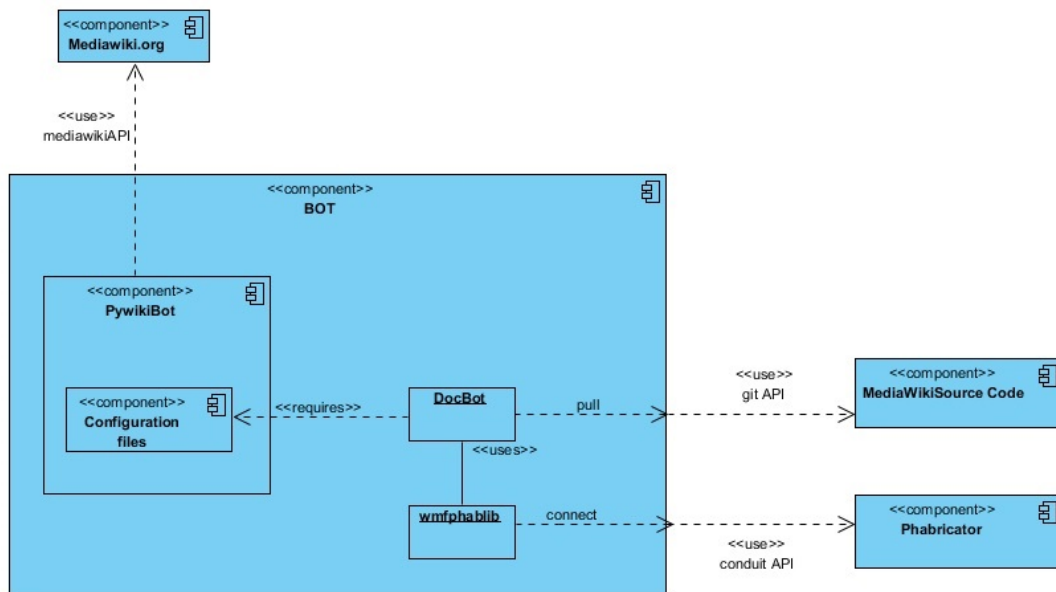 <<component>>
Mediawiki.org
<<use>>
mediawikiAPI
<<component>>
BOT
<<component>>
PywikiBot
<<component>>
Configuration
files
<<requires>>
DocBot
pull
<<uses>>
wmfphablib
connect
<<use>>
git API
<<component>>
MediaWikiSource Code
<<use>>
conduit API
<<component>>
Phabricator